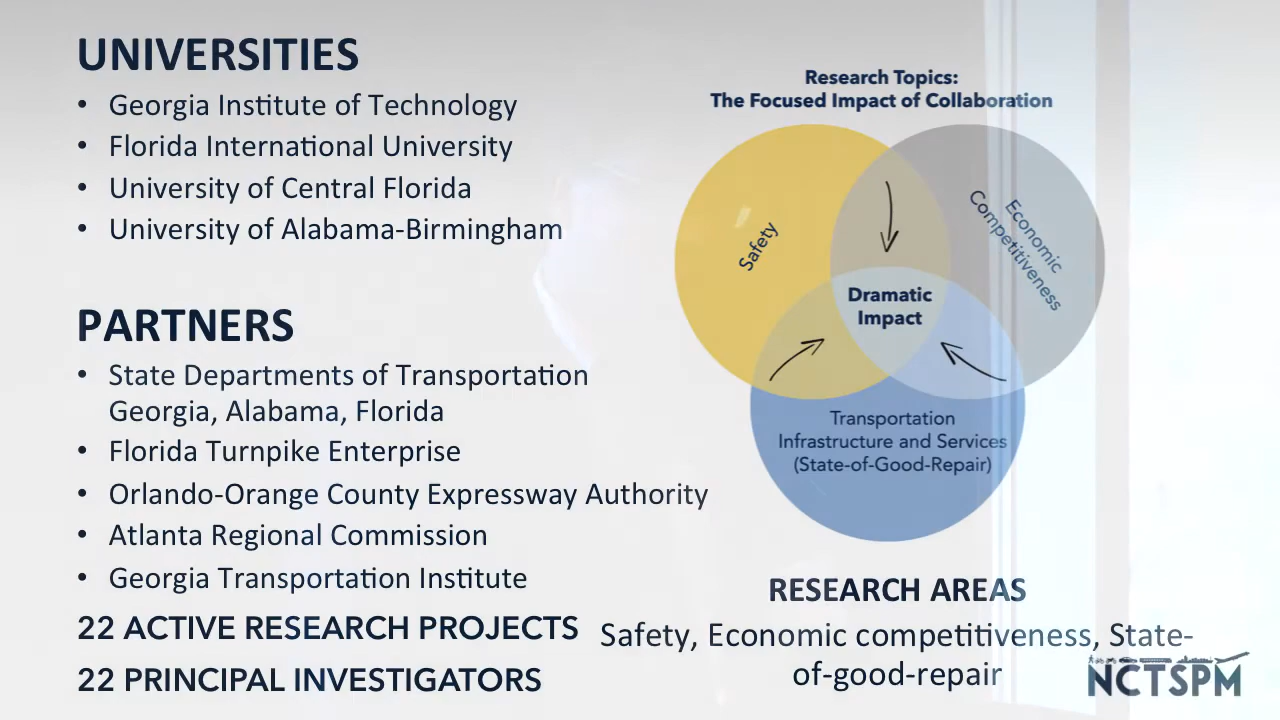 UNIVERSITIES
• Georgia Institute of Technology
• Florida International University
• University of Central Florida
• University of Alabama-Birmingham
PARTNERS
• State Departments of Transportation
Georgia, Alabama, Florida
• Florida Turnpike Enterprise
• Orlando-Orange County Expressway Authority
• Atlanta Regional Commission
• Georgia Transportation Institute
22 ACTIVE RESEARCH PROJECTS
22 PRINCIPAL INVESTIGATORS
Research Topics:
The Focused Impact of Collaboration
Safety
Economic
Competitiveness
Dramatic
Impact
Transportation
Infrastructure and Services
(State-of-Good-Repair)
RESEARCH AREAS
Safety, Economic competitiveness, State-
of-good-repair
NCTSPM